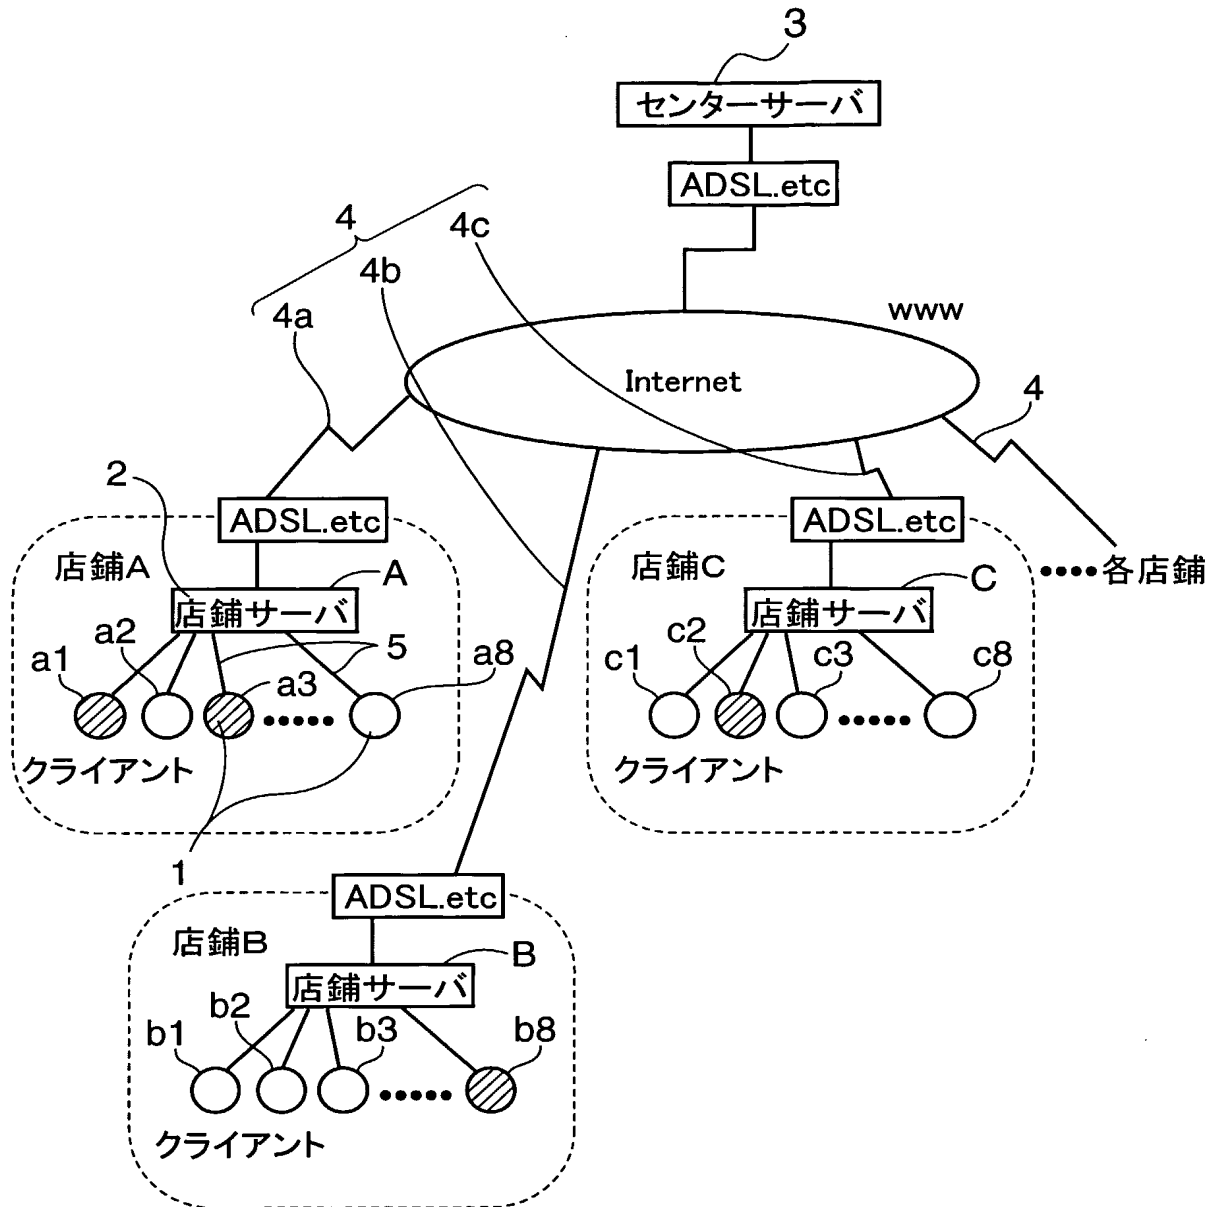 3
センターサーバ
ADSL.etc
4
4c
4b
4a
www
Internet
4
2
ADSL.etc
店舗A
A
店舗サーバ
a1
a2
5
a3
a8
クライアント
1
ADSL.etc
店舗C
C
店舗サーバ
c1
c2
c3
c8
クライアント
•••••各店舗
ADSL.etc
店舗B
B
店舗サーバ
b1
b2
b3
b8
クライアント